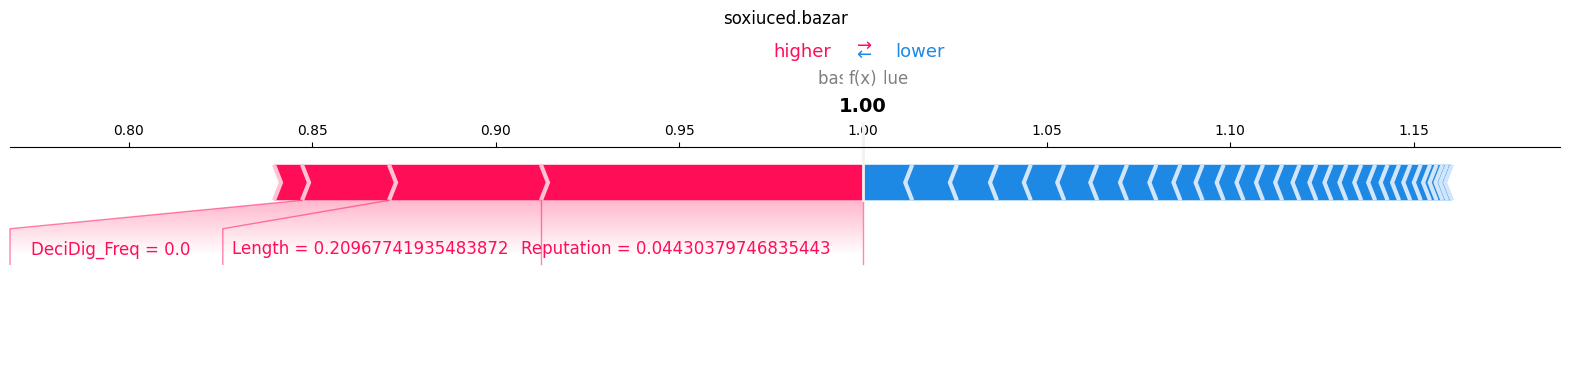 soxiuced.bazar
higher ⇄ lower
f(x)
1.00
0.80 0.85 0.90 0.95 1.00 1.05 1.10 1.15
DeciDig_Freq = 0.0 Length = 0.20967741935483872 Reputation = 0.04430379746835443